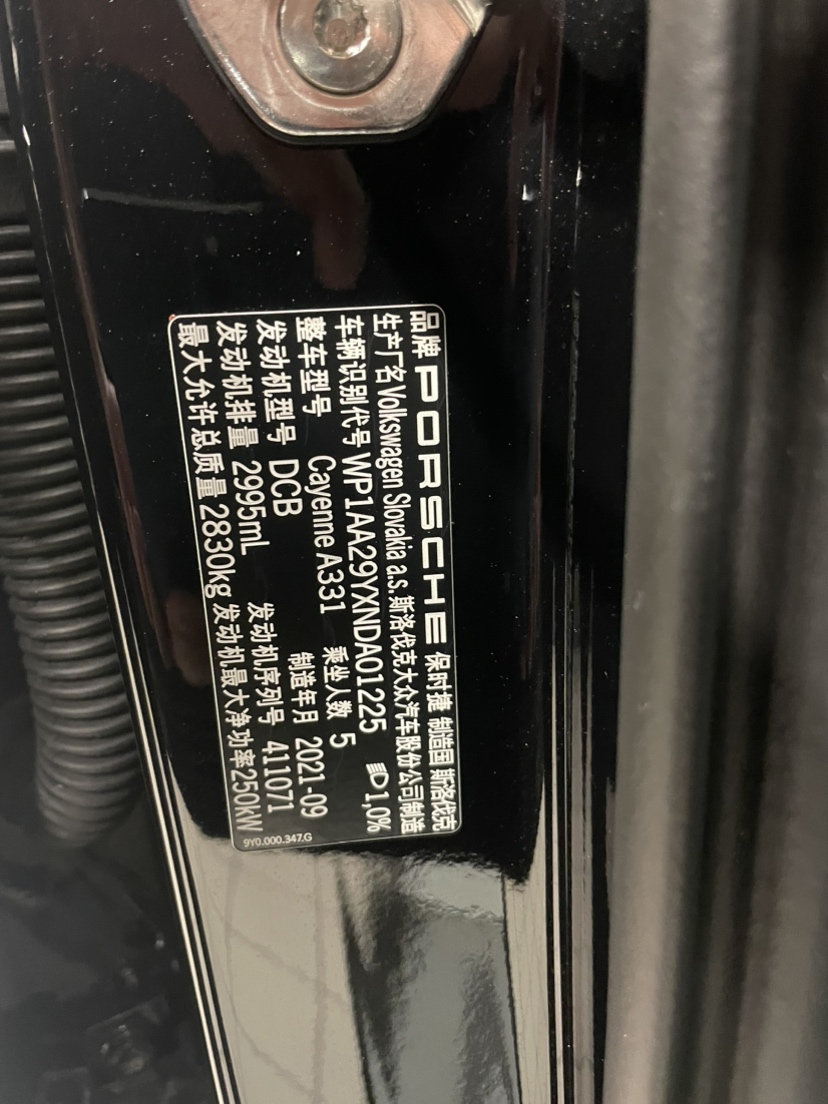 品牌 PORSCHE 保时捷 制造国 斯洛伐克
生产厂名 Volkswagen Slovakia a.s. 斯洛伐克大众汽车股份公司制造
车辆识别代号 WP1AA29YXNDA01225 1,0%
整车型号 Cayenne A331 乘坐人数 5
发动机型号 DCB 制造年月 2021-09
发动机排量 2995mL 发动机序列号 411071
最大允许总质量 2830kg 发动机最大净功率 250kW
9Y0.000.347.G